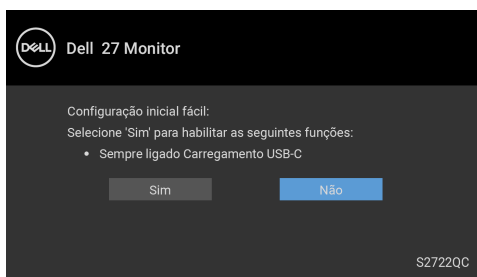 DELL
Dell 27 Monitor
Configuração inicial fácil:
Selecione 'Sim' para habilitar as seguintes funções:
• Sempre ligado Carregamento USB-C
Sim
Não
S2722QC